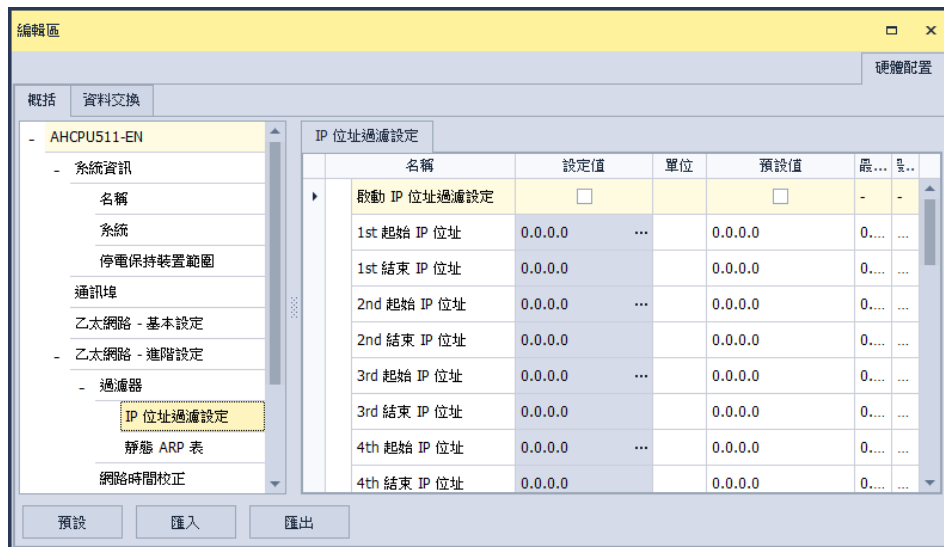 編輯區
硬體配置
概括 資料交換
- AHCPU511-EN
- 系統資訊
名稱
系統
停電保持裝置範圍
通訊埠
乙太網路 - 基本設定
- 乙太網路 - 進階設定
- 過濾器
IP 位址過濾設定
靜態 ARP 表
網路時間校正
IP 位址過濾設定
名稱 設定值 單位 預設值 最...
啟動 IP 位址過濾設定 - -
1st 起始 IP 位址 0.0.0.0 ... 0.0.0.0 0.... ...
1st 結束 IP 位址 0.0.0.0 0.0.0.0 0.... ...
2nd 起始 IP 位址 0.0.0.0 ... 0.0.0.0 0.... ...
2nd 結束 IP 位址 0.0.0.0 0.0.0.0 0.... ...
3rd 起始 IP 位址 0.0.0.0 ... 0.0.0.0 0.... ...
3rd 結束 IP 位址 0.0.0.0 0.0.0.0 0.... ...
4th 起始 IP 位址 0.0.0.0 ... 0.0.0.0 0.... ...
4th 結束 IP 位址 0.0.0.0 0.0.0.0 0.... ...
預設 匯入 匯出